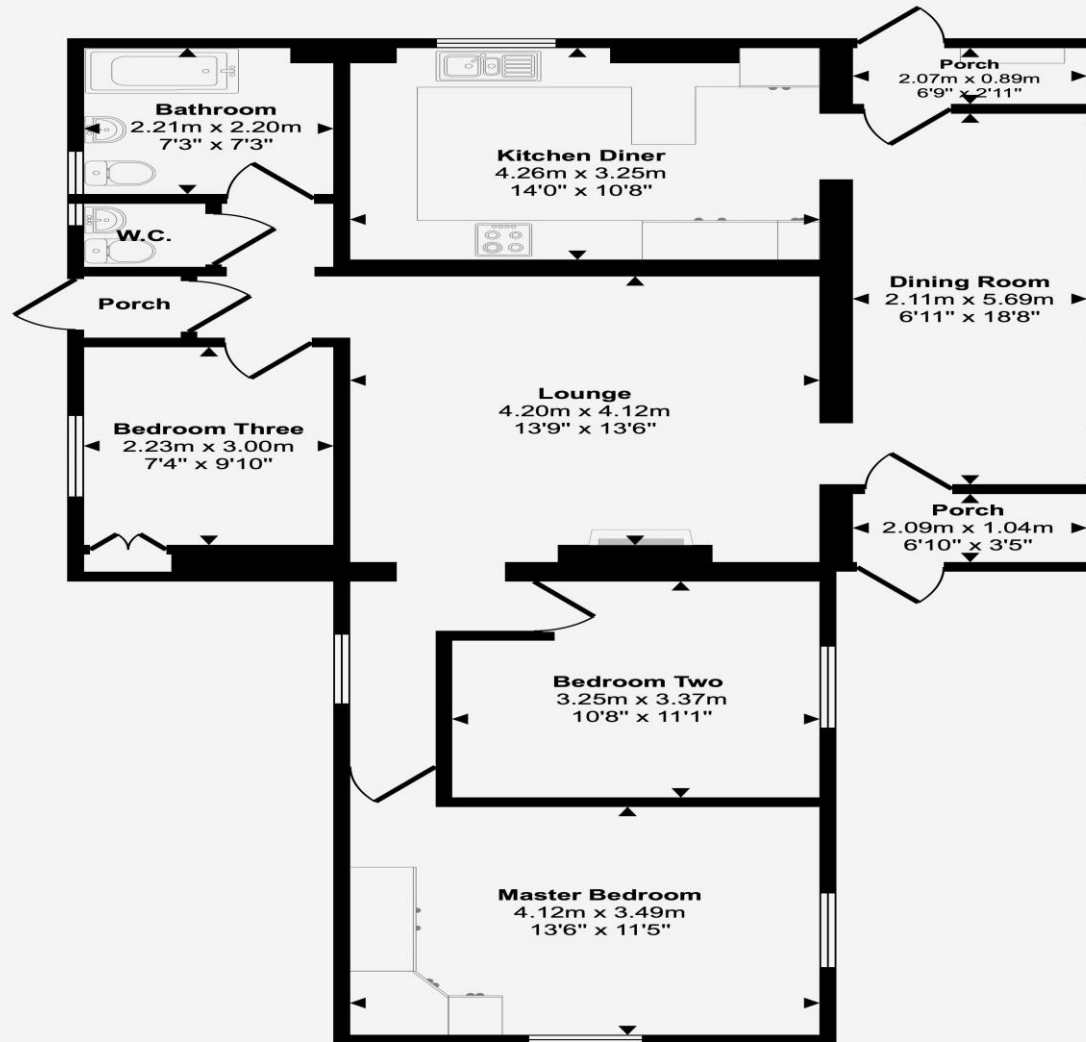 Porch
2.07m x 0.89m
6'9" x 2'11"
Bathroom
2.21m x 2.20m
7'3" x 7'3"
Kitchen Diner
4.26m x 3.25m
14'0" x 10'8"
W.C.
Porch
Dining Room
2.11m x 5.69m
6'11" x 18'8"
Lounge
4.20m x 4.12m
13'9" x 13'6"
Bedroom Three
2.23m x 3.00m
7'4" x 9'10"
Porch
2.09m x 1.04m
6'10" x 3'5"
Bedroom Two
3.25m x 3.37m
10'8" x 11'1"
Master Bedroom
4.12m x 3.49m
13'6" x 11'5"